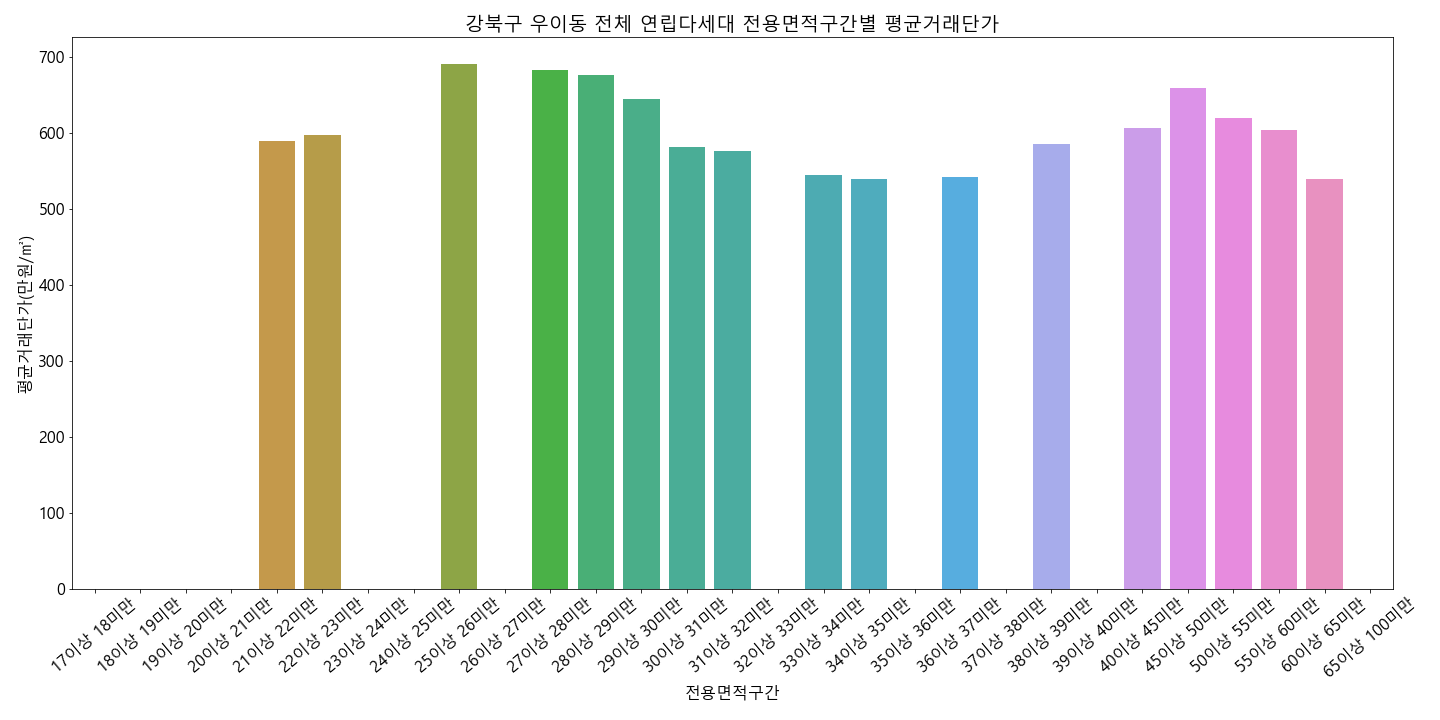 강북구 우이동 전체 연립다세대 전용면적구간별 평균거래단가
평균거래단가(만원/㎡)
700
600
500
400
300
200
100
0
17이상 18미만
18이상 19미만
19이상 20미만
20이상 21미만
21이상 22미만
22이상 23미만
23이상 24미만
24이상 25미만
25이상 26미만
26이상 27미만
27이상 28미만
28이상 29미만
29이상 30미만
30이상 31미만
31이상 32미만
32이상 33미만
33이상 34미만
34이상 35미만
35이상 36미만
36이상 37미만
37이상 38미만
38이상 39미만
39이상 40미만
40이상 45미만
45이상 50미만
50이상 55미만
55이상 60미만
60이상 65미만
65이상 100미만
전용면적구간